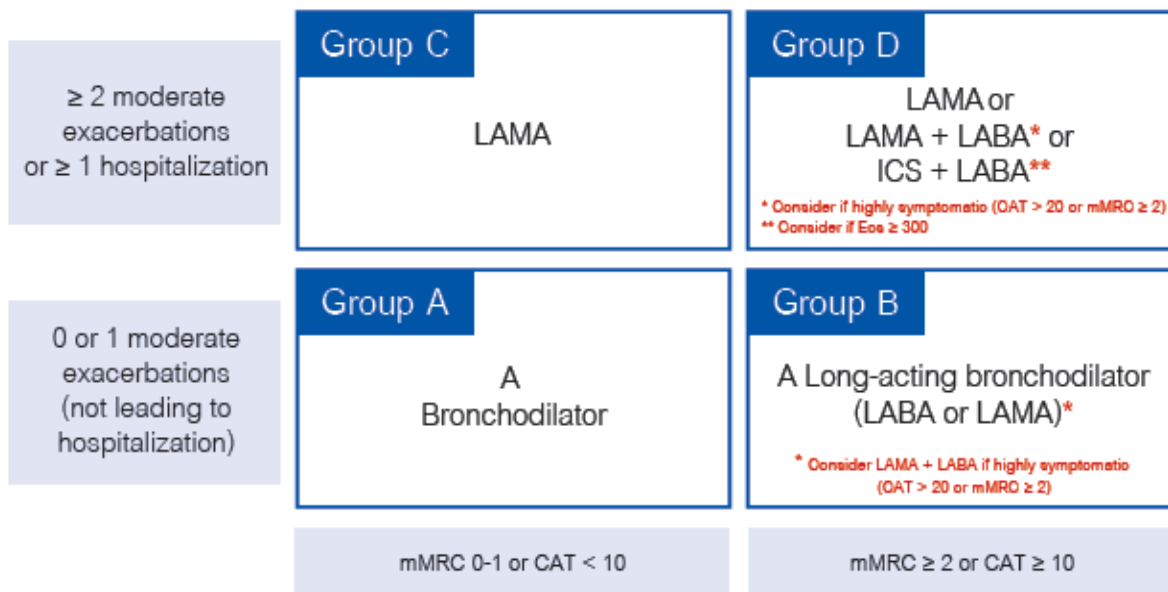 ≥ 2 moderate
exacerbations
or ≥ 1 hospitalization
Group C
LAMA
Group D
LAMA or
LAMA + LABA* or
ICS + LABA**
* Consider if highly symptomatio (CAT > 20 or mMRC ≥ 2)
** Consider if Eos ≥ 300
0 or 1 moderate
exacerbations
(not leading to
hospitalization)
Group A
A
Bronchodilator
Group B
A Long-acting bronchodilator
(LABA or LAMA)*
* Consider LAMA + LABA if highly symptomatio
(CAT > 20 or mMRC ≥ 2)
mMRC 0-1 or CAT < 10
mMRC ≥ 2 or CAT ≥ 10